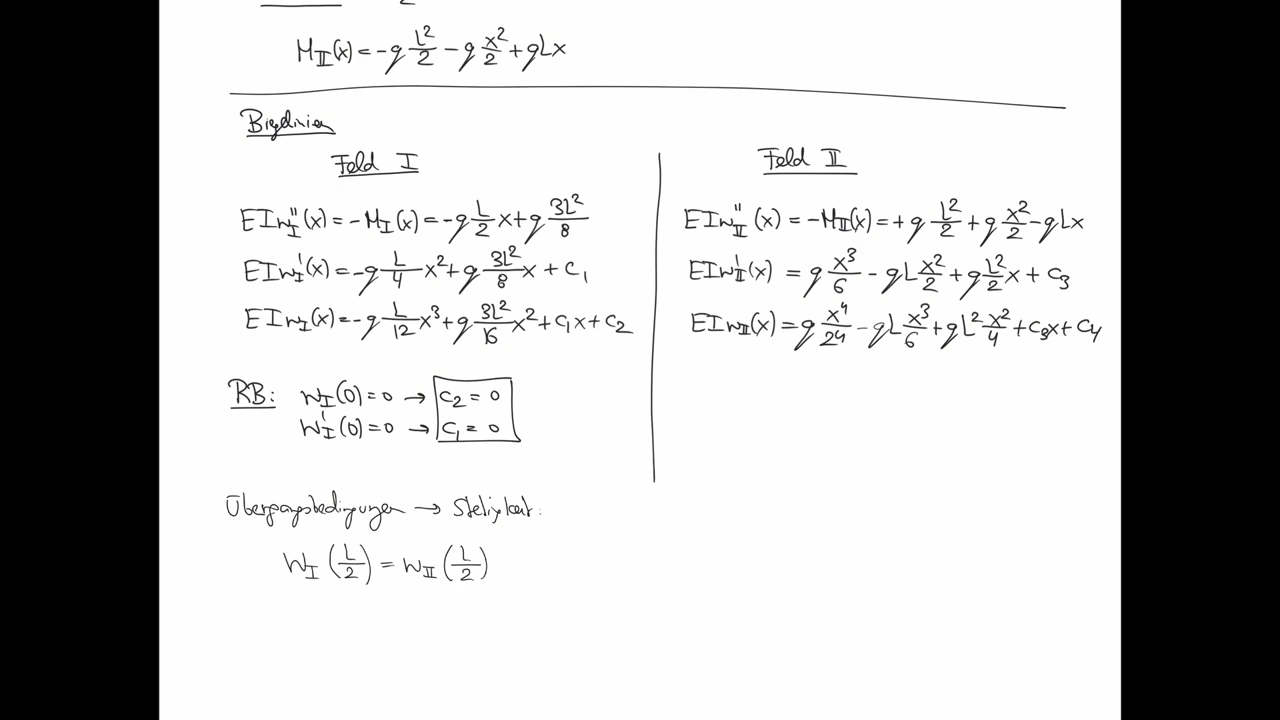 M_II(x) = -q L²/2 - q x²/2 + qLx
Biegelinien
Feld I
EIw_I''(x) = -M_I(x) = -q L/2 x + q 3L²/8
EIw_I'(x) = -q L/4 x² + q 3L²/8 x + C₁
EIw_I(x) = -q L/12 x³ + q 3L²/16 x² + C₁x + C₂
RB: w_I(0) = 0 → C₂ = 0
w_I'(0) = 0 → C₁ = 0
Feld II
EIw_II''(x) = -M_II(x) = +q L²/2 + q x²/2 - qLx
EIw_II'(x) = q x³/6 - qL x²/2 + q L²/2 x + C₃
EIw_II(x) = q x⁴/24 - qL x³/6 + qL² x²/4 + C₃x + C₄
Übergangsbedingungen → Stetigkeit:
w_I(L/2) = w_II(L/2)